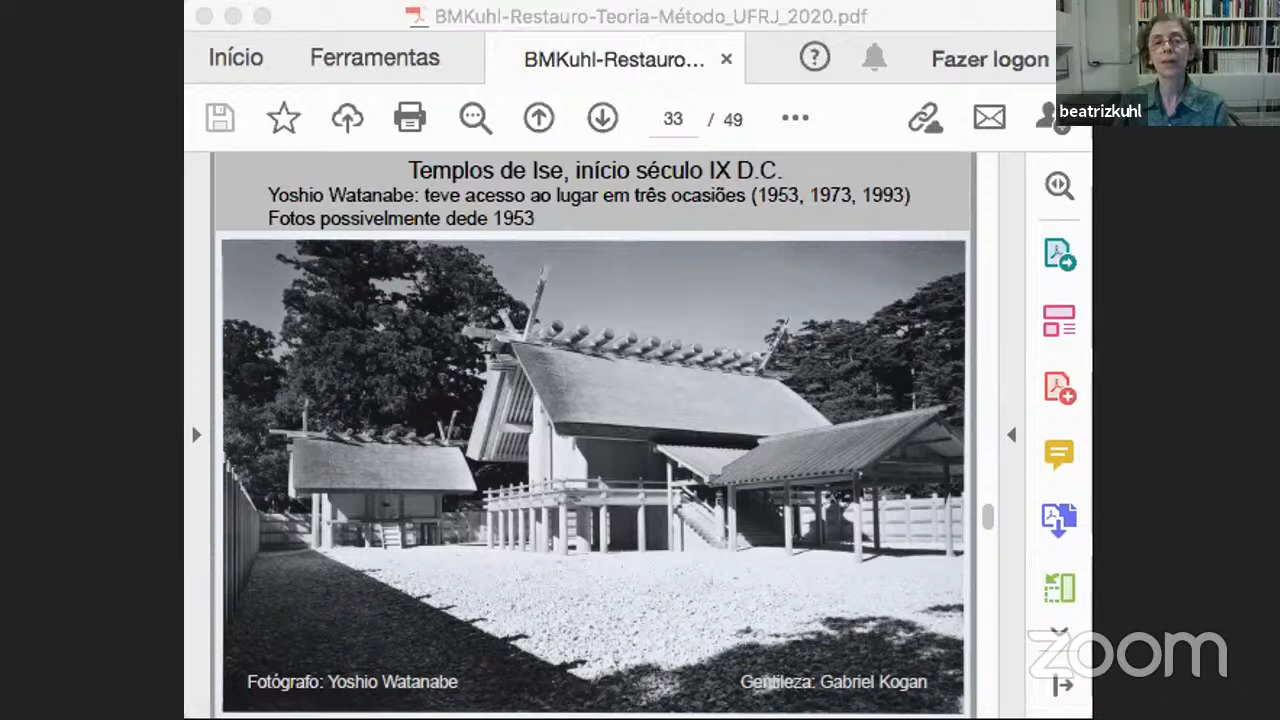 BMKuhl-Restauro-Teoria-Método_UFRJ_2020.pdf
Início
Ferramentas
BMKuhl-Restauro...
Fazer logon
beatrizkuhl
33 / 49
Templos de Ise, início século IX D.C.
Yoshio Watanabe: teve acesso ao lugar em três ocasiões (1953, 1973, 1993)
Fotos possivelmente dede 1953
Fotógrafo: Yoshio Watanabe
Gentileza: Gabriel Kogan
zoom